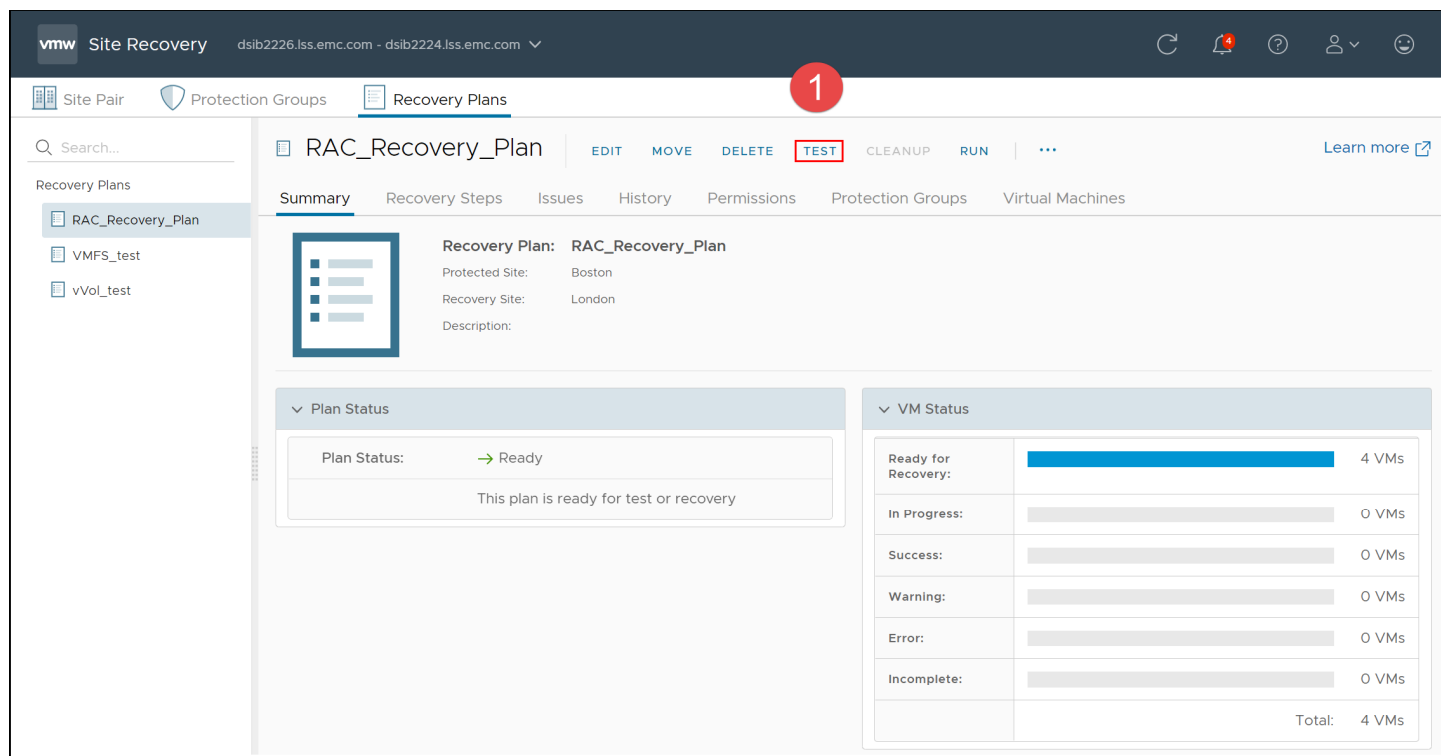 vmw Site Recovery dsib2226.lss.emc.com - dsib2224.lss.emc.com 4
1
Site Pair Protection Groups Recovery Plans
Search...
RAC_Recovery_Plan EDIT MOVE DELETE TEST CLEANUP RUN ... Learn more
Recovery Plans
Summary Recovery Steps Issues History Permissions Protection Groups Virtual Machines
RAC_Recovery_Plan
VMFS_test
vVol_test
Recovery Plan: RAC_Recovery_Plan
Protected Site: Boston
Recovery Site: London
Description:
Plan Status
Plan Status: Ready
This plan is ready for test or recovery
VM Status
Ready for Recovery: 4 VMs
In Progress: 0 VMs
Success: 0 VMs
Warning: 0 VMs
Error: 0 VMs
Incomplete: 0 VMs
Total: 4 VMs